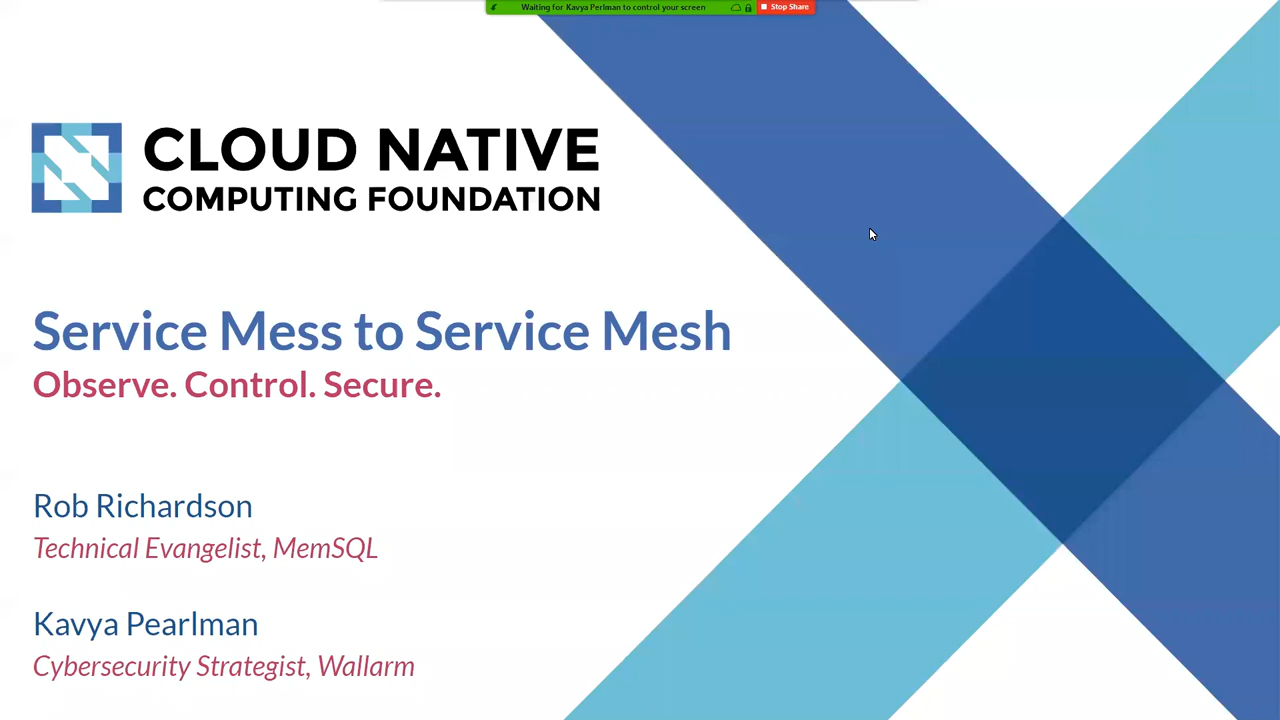 Waiting for Kavya Perlman to control your screen
Stop Share
CLOUD NATIVE
COMPUTING FOUNDATION
Service Mess to Service Mesh
Observe. Control. Secure.
Rob Richardson
Technical Evangelist, MemSQL
Kavya Pearlman
Cybersecurity Strategist, Wallarm